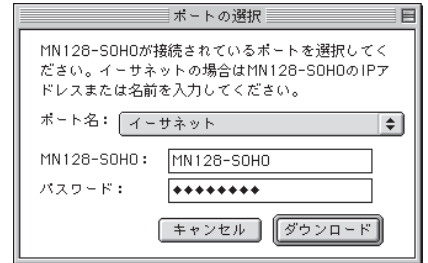 ポートの選択
MN128-SOHOが接続されているポートを選択してく
ださい。イーサネットの場合はMN128-SOHOのIPア
ドレスまたは名前を入力してください。
ポート名： イーサネット
MN128-SOHO： MN128-SOHO
パスワード： ◆◆◆◆◆◆◆◆
キャンセル ダウンロード